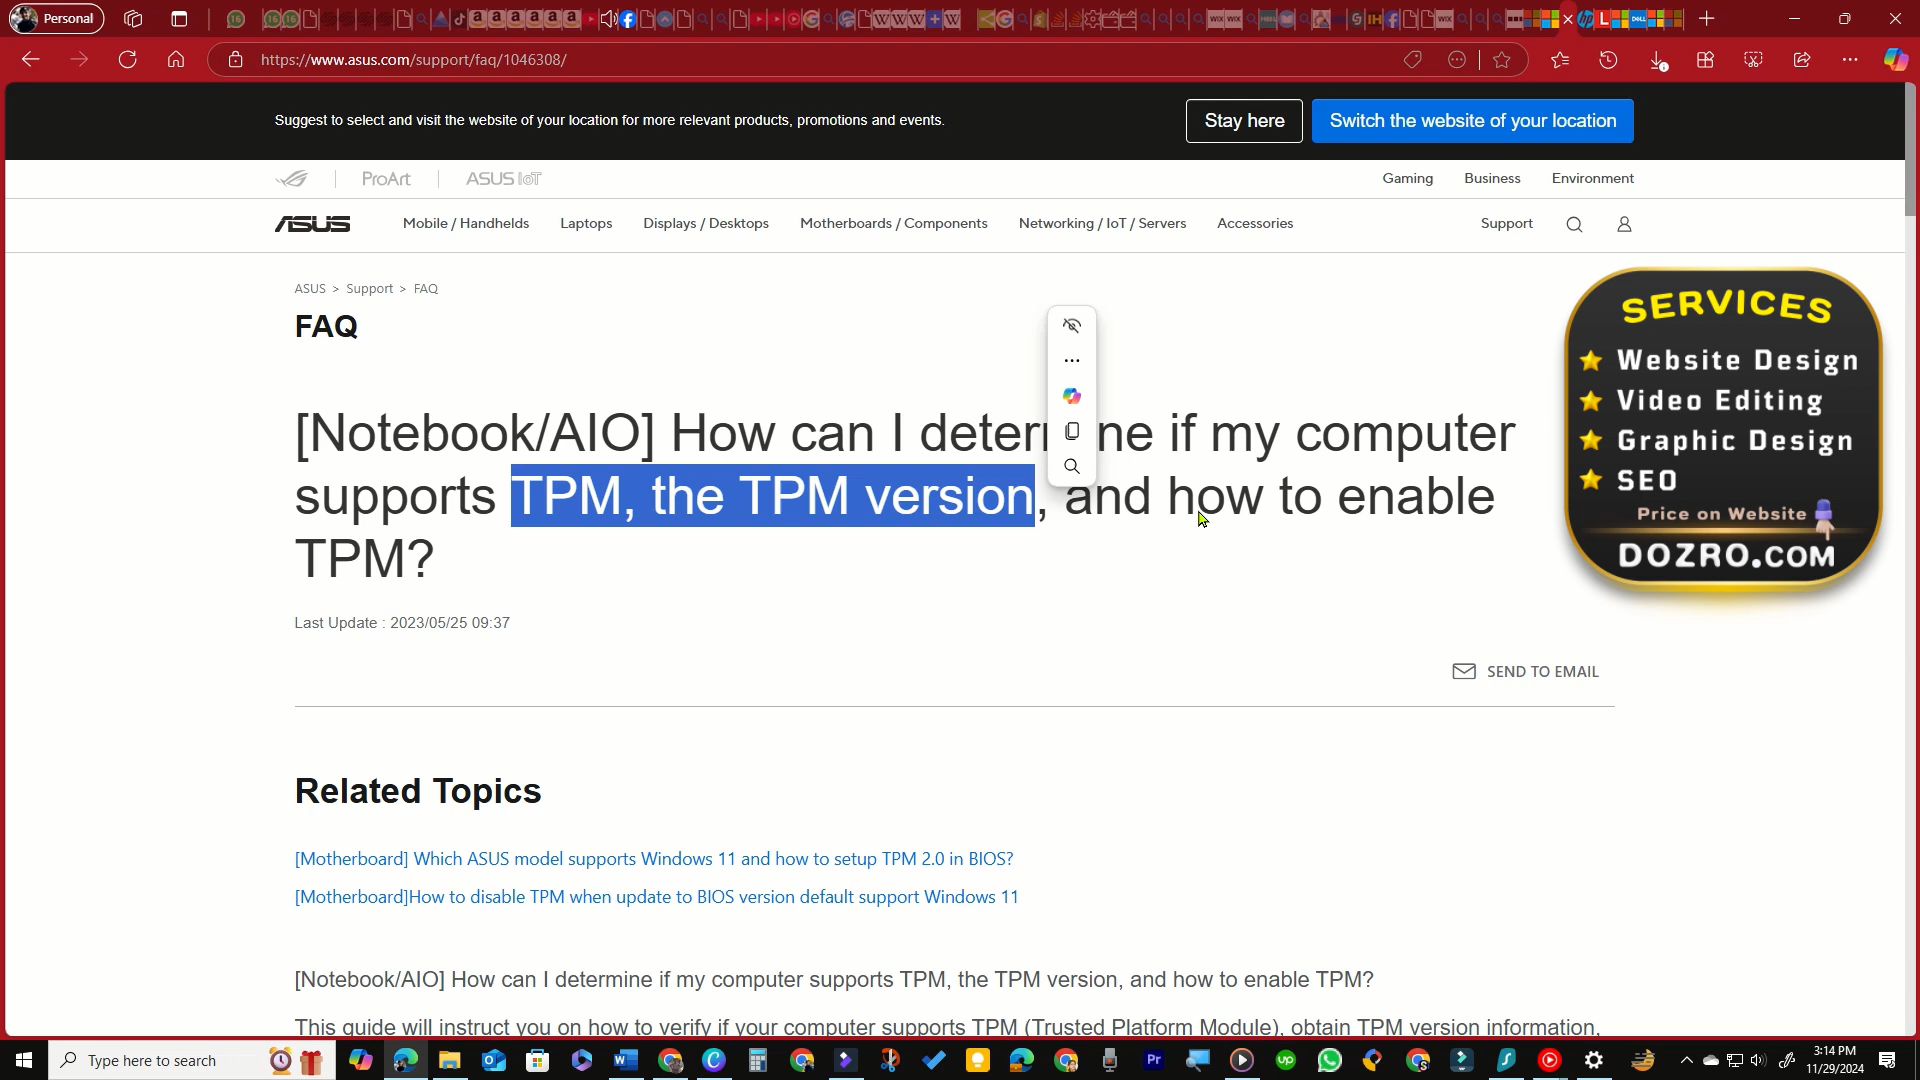 Personal
https://www.asus.com/support/faq/1046308/
Suggest to select and visit the website of your location for more relevant products, promotions and events.
Stay here
Switch the website of your location
ProArt
ASUS IoT
Gaming
Business
Environment
ASUS
Mobile / Handhelds
Laptops
Displays / Desktops
Motherboards / Components
Networking / IoT / Servers
Accessories
Support
ASUS > Support > FAQ
FAQ
[Notebook/AIO] How can I deter ne if my computer
supports TPM, the TPM version, and how to enable
TPM?
Last Update : 2023/05/25 09:37
SEND TO EMAIL
SERVICES
Website Design
Video Editing
Graphic Design
SEO
Price on Website
DOZRO.COM
Related Topics
[Motherboard] Which ASUS model supports Windows 11 and how to setup TPM 2.0 in BIOS?
[Motherboard]How to disable TPM when update to BIOS version default support Windows 11
[Notebook/AIO] How can I determine if my computer supports TPM, the TPM version, and how to enable TPM?
This guide will instruct you on how to verify if your computer supports TPM (Trusted Platform Module), obtain TPM version information,
Type here to search
3:14 PM
11/29/2024